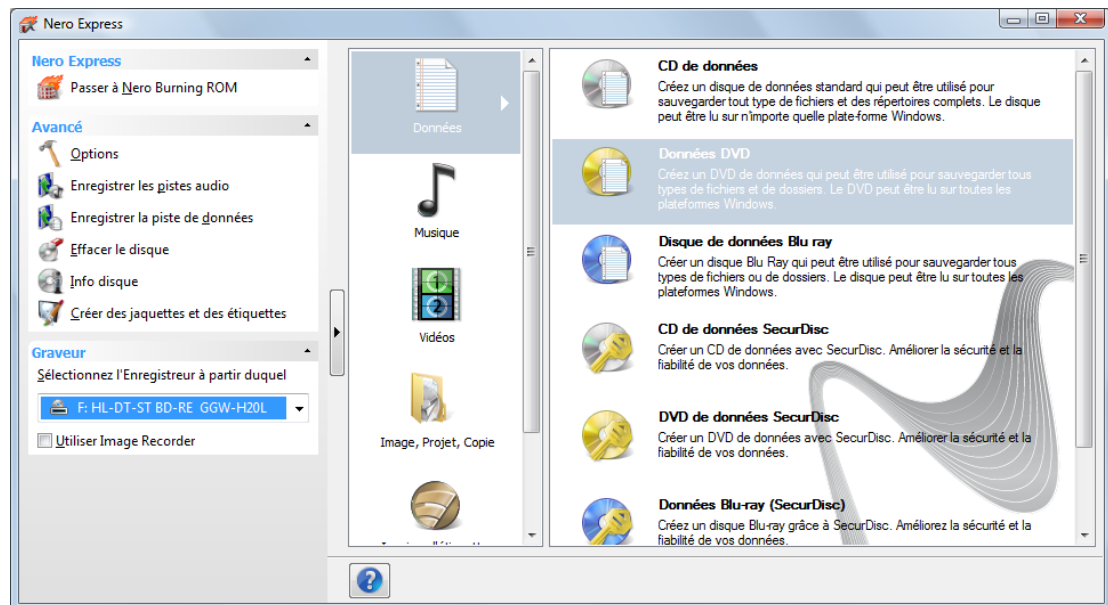 Nero Express
Nero Express
Passer à Nero Burning ROM
Avancé
Options
Enregistrer les pistes audio
Enregistrer la piste de données
Effacer le disque
Info disque
Créer des jaquettes et des étiquettes
Graveur
Sélectionnez l'Enregistreur à partir duquel
F: HL-DT-ST BD-RE GGW-H20L
Utiliser Image Recorder
Données
Musique
Vidéos
Image, Projet, Copie
CD de données
Créez un disque de données standard qui peut être utilisé pour
sauvegarder tout type de fichiers et des répertoires complets. Le disque
peut être lu sur n'importe quelle plate-forme Windows.
Données DVD
Créez un DVD de données qui peut être utilisé pour sauvegarder tous
types de fichiers et de dossiers. Le DVD peut être lu sur toutes les
plateformes Windows.
Disque de données Blu ray
Créer un disque Blu Ray qui peut être utilisé pour sauvegarder tous
types de fichiers ou de dossiers. Le disque peut être lu sur toutes les
plateformes Windows.
CD de données SecurDisc
Créer un CD de données avec SecurDisc. Améliorer la sécurité et la
fiabilité de vos données.
DVD de données SecurDisc
Créer un DVD de données avec SecurDisc. Améliorer la sécurité et la
fiabilité de vos données.
Données Blu-ray (SecurDisc)
Créez un disque Blu-ray grâce à SecurDisc. Améliorez la sécurité et la
fiabilité de vos données.